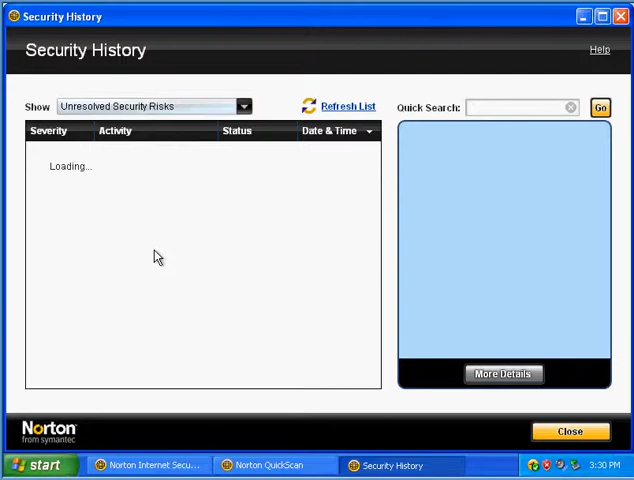 Security History
Security History
Help
Show
Unresolved Security Risks
Refresh List
Quick Search:
Go
Severity
Activity
Status
Date & Time
Loading...
More Details
Norton
from symantec
Close
start
Norton Internet Secu...
Norton QuickScan
Security History
3:30 PM